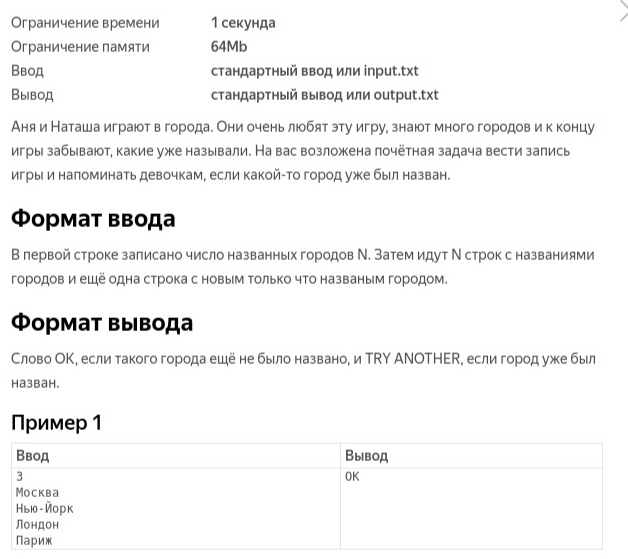 Ограничение времени 1 секунда
Ограничение памяти 64Mb
Ввод стандартный ввод или input.txt
Вывод стандартный вывод или output.txt
Аня и Наташа играют в города. Они очень любят эту игру, знают много городов и к концу
игры забывают, какие уже называли. На вас возложена почётная задача вести запись
игры и напоминать девочкам, если какой-то город уже был назван.
Формат ввода
В первой строке записано число названных городов N. Затем идут N строк с названиями
городов и ещё одна строка с новым только что названым городом.
Формат вывода
Слово OK, если такого города ещё не было названо, и TRY ANOTHER, если город уже был
назван.
Пример 1
Ввод Вывод
3 OK
Москва
Нью-Йорк
Лондон
Париж